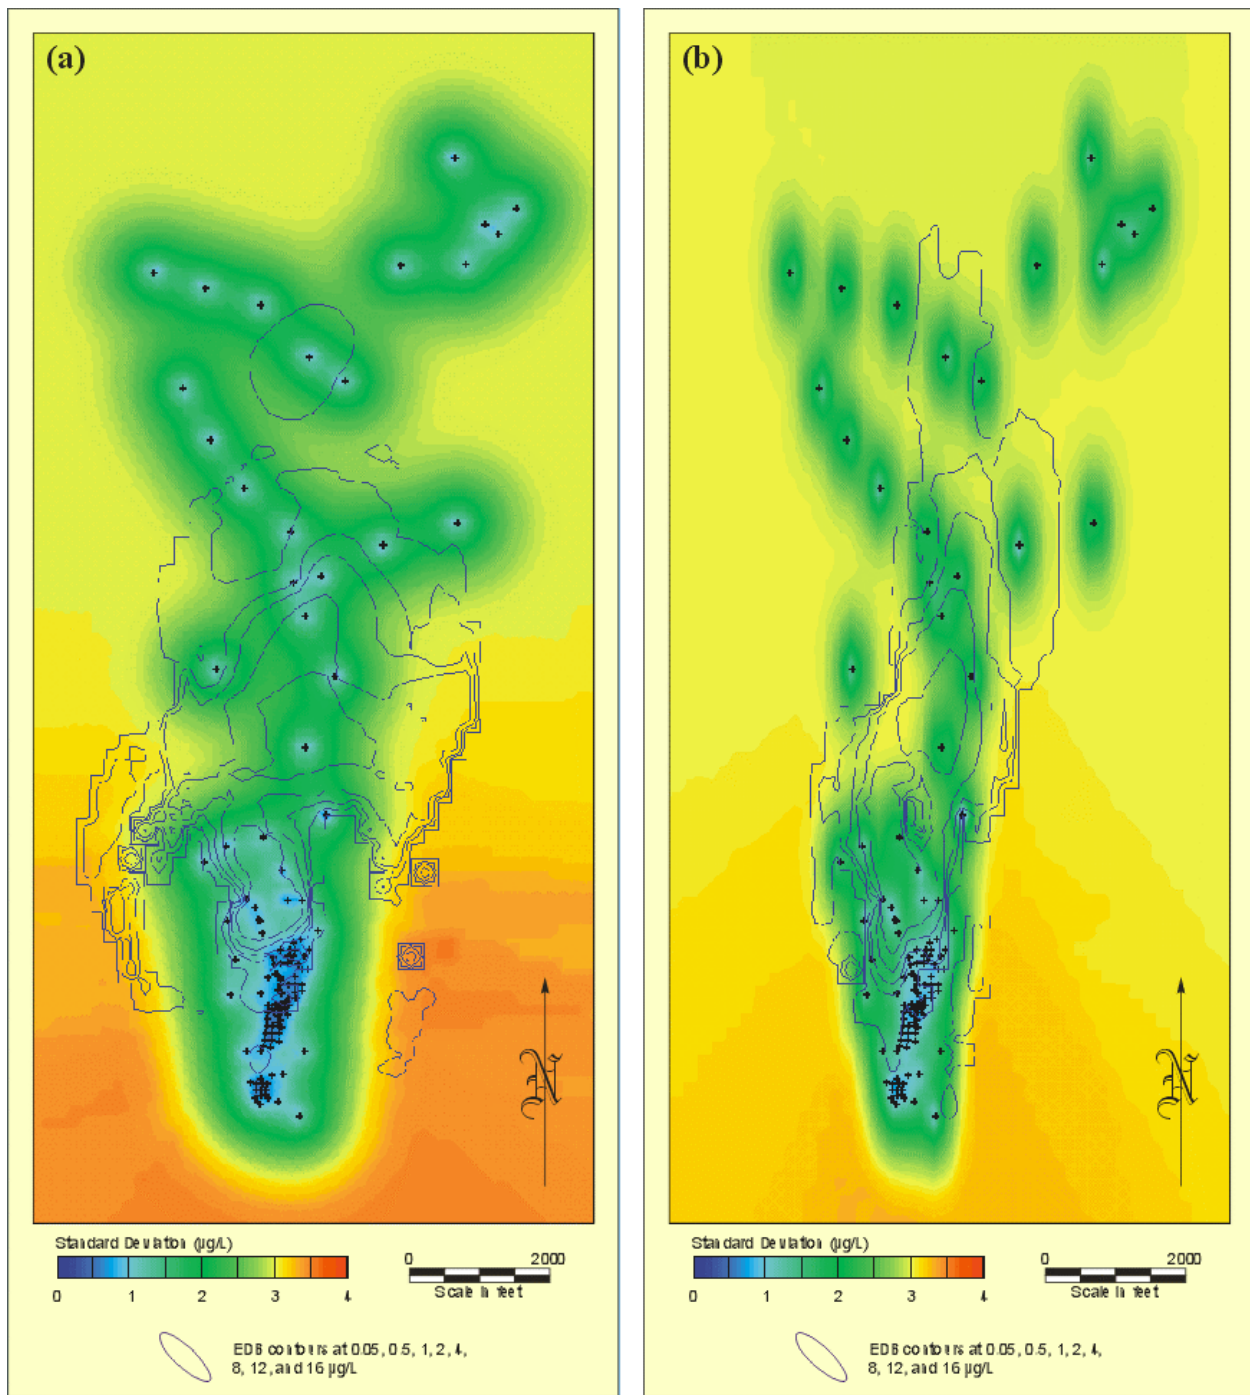 (a)
Standard Deviation (µg/L)
0 1 2 3 4
0 2000
Scale in feet
EDB contours at 0.05, 0.5, 1, 2, 4,
8, 12, and 16 µg/L
N
(b)
Standard Deviation (µg/L)
0 1 2 3 4
0 2000
Scale in feet
EDB contours at 0.05, 0.5, 1, 2, 4,
8, 12, and 16 µg/L
N